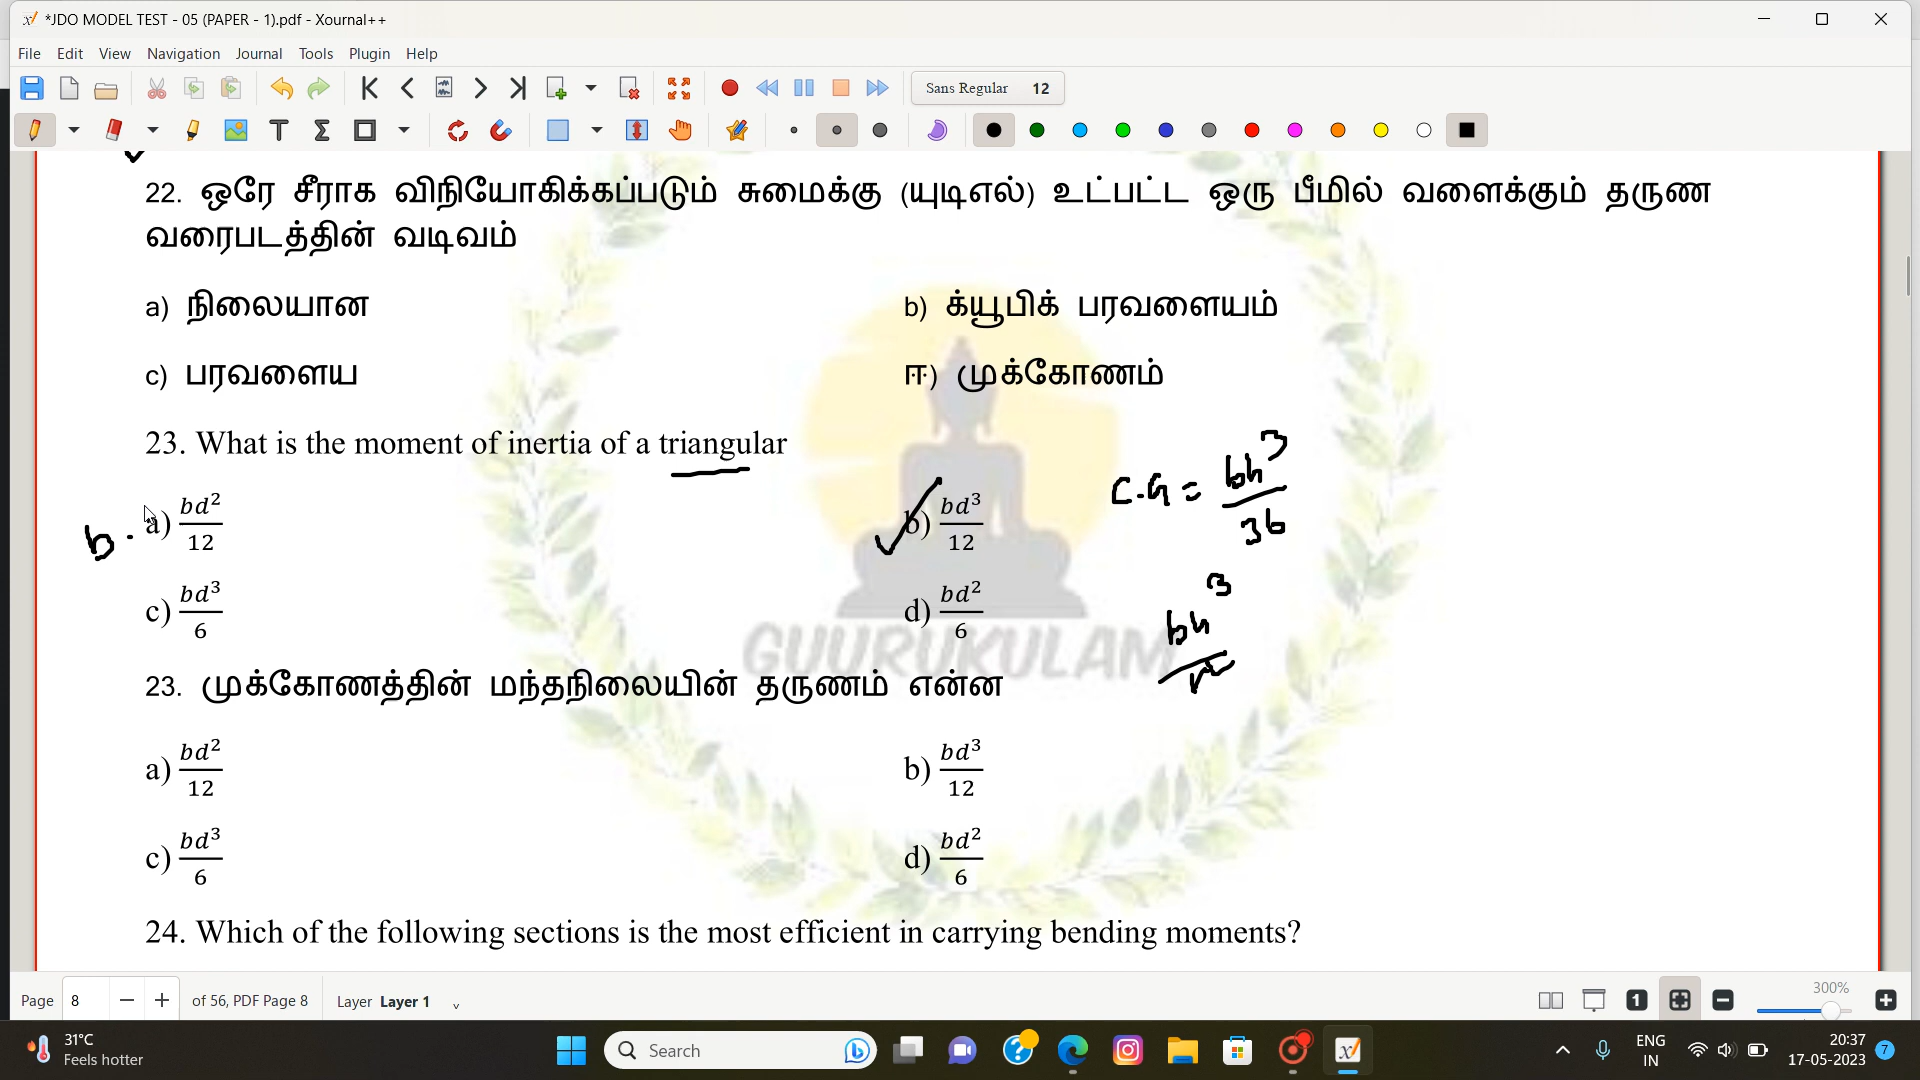 *JDO MODEL TEST - 05 (PAPER - 1).pdf - Xournal++
File Edit View Navigation Journal Tools Plugin Help
Sans Regular 12
22. ஒரே சீராக விநியோகிக்கப்படும் சுமைக்கு (யுடிஎல்) உட்பட்ட ஒரு பீமில் வளைக்கும் தருண
வரைபடத்தின் வடிவம்
a) நிலையான b) க்யூபிக் பரவளையம்
c) பரவளைய ஈ) முக்கோணம்
23. What is the moment of inertia of a triangular
C.G = bh³/36
b. a) bd²/12 b) bd³/12
c) bd³/6 d) bd²/6
bh³
GUURUKULAM
23. முக்கோணத்தின் மந்தநிலையின் தருணம் என்ன
a) bd²/12 b) bd³/12
c) bd³/6 d) bd²/6
24. Which of the following sections is the most efficient in carrying bending moments?
Page 8 of 56, PDF Page 8 Layer Layer 1 300%
31°C
Feels hotter
Search
ENG
IN
20:37
17-05-2023
7